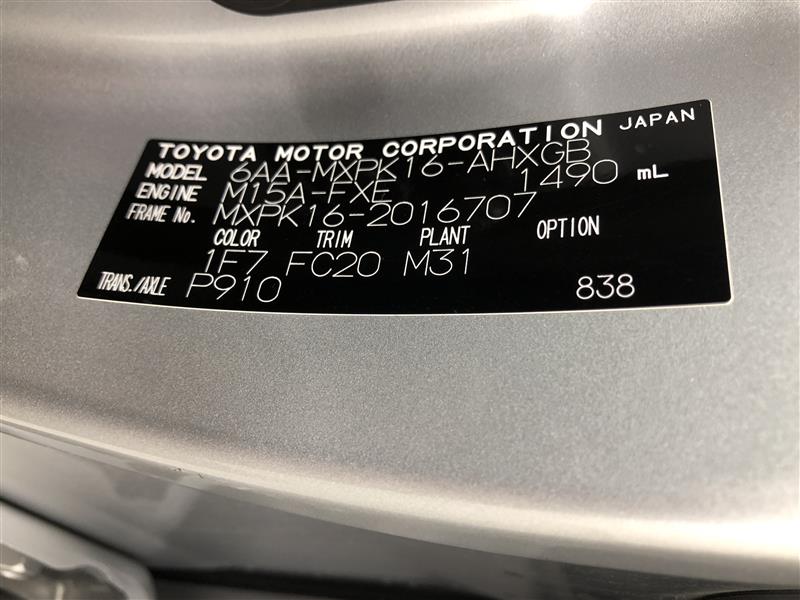 TOYOTA MOTOR CORPORATION JAPAN
MODEL 6AA-MXPK16-AHXGB
ENGINE M15A-FXE 1490 mL
FRAME No. MXPK16-2016707
COLOR TRIM PLANT OPTION
1F7 FC20 M31
TRANS./AXLE P910 838